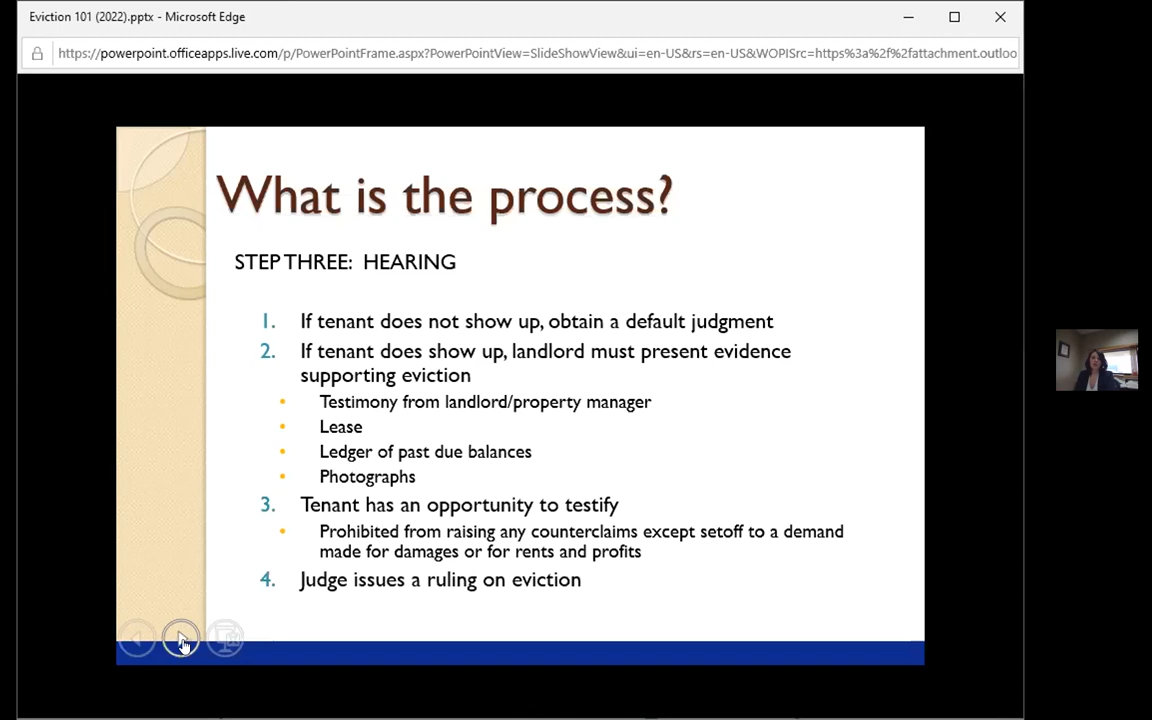 Eviction 101 (2022).pptx - Microsoft Edge
https://powerpoint.officeapps.live.com/p/PowerPointFrame.aspx?PowerPointView=SlideShowView&ui=en-US&rs=en-US&WOPISrc=https%3a%2f%2fattachment.outloo
What is the process?
STEP THREE: HEARING
1. If tenant does not show up, obtain a default judgment
2. If tenant does show up, landlord must present evidence
supporting eviction
• Testimony from landlord/property manager
• Lease
• Ledger of past due balances
• Photographs
3. Tenant has an opportunity to testify
• Prohibited from raising any counterclaims except setoff to a demand
made for damages or for rents and profits
4. Judge issues a ruling on eviction